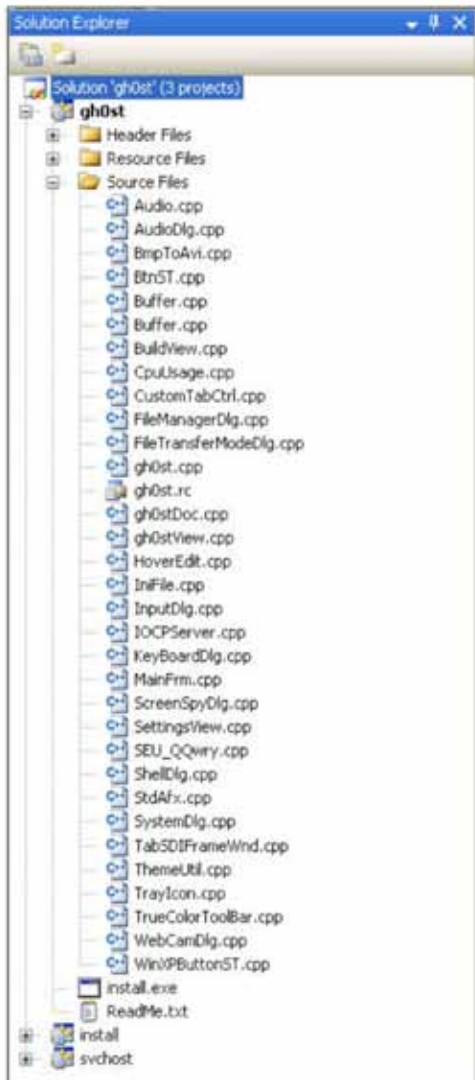 Solution Explorer
Solution 'gh0st' (3 projects)
gh0st
Header Files
Resource Files
Source Files
Audio.cpp
AudioDlg.cpp
BmpToAvi.cpp
BtnST.cpp
Buffer.cpp
Buffer.cpp
BuildView.cpp
CpuUsage.cpp
CustomTabCtrl.cpp
FileManagerDlg.cpp
FileTransferModeDlg.cpp
gh0st.cpp
gh0st.rc
gh0stDoc.cpp
gh0stView.cpp
HoverEdit.cpp
IniFile.cpp
InputDlg.cpp
IOCPServer.cpp
KeyBoardDlg.cpp
MainFrm.cpp
ScreenSpyDlg.cpp
SettingsView.cpp
SEU_QQwry.cpp
ShellDlg.cpp
StdAfx.cpp
SystemDlg.cpp
TabSDIFrameWnd.cpp
ThemeUtil.cpp
TrayIcon.cpp
TrueColorToolBar.cpp
WebCamDlg.cpp
WinXPButtonST.cpp
install.exe
ReadMe.txt
install
svchost